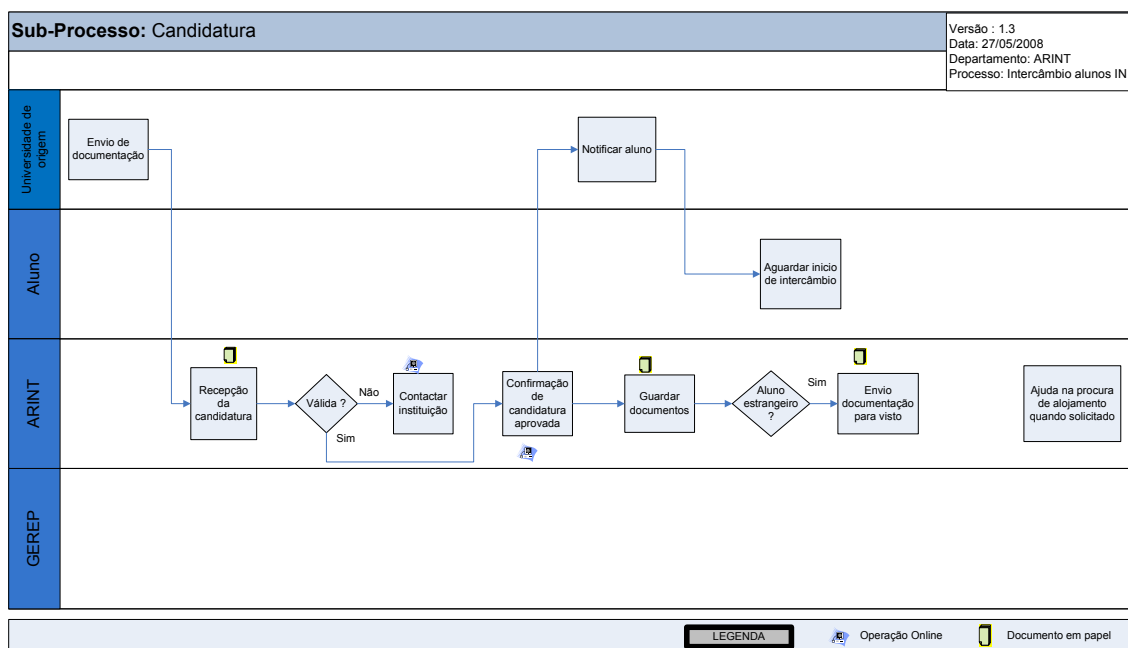 Sub-Processo: Candidatura
Versão : 1.3
Data: 27/05/2008
Departamento: ARINT
Processo: Intercâmbio alunos IN
Universidade de
origem
Envio de
documentação
Notificar aluno
Aluno
Aguardar inicio
de intercâmbio
ARINT
Recepção
da
candidatura
Válida ?
Não
Sim
Contactar
instituição
Confirmação
de
candidatura
aprovada
Guardar
documentos
Aluno
estrangeiro
?
Sim
Envio
documentação
para visto
Ajuda na procura
de alojamento
quando solicitado
GEREP
LEGENDA
Operação Online
Documento em papel